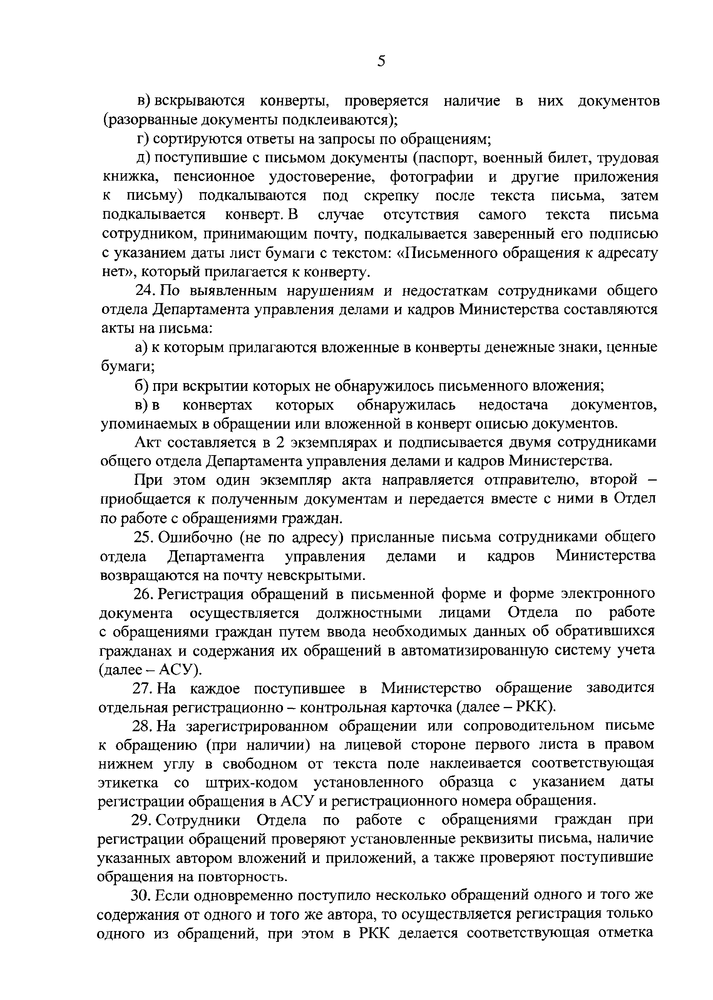 5
в) вскрываются конверты, проверяется наличие в них документов
(разорванные документы подклеиваются);
г) сортируются ответы на запросы по обращениям;
д) поступившие с письмом документы (паспорт, военный билет, трудовая
книжка, пенсионное удостоверение, фотографии и другие приложения
к письму) подкалываются под скрепку после текста письма, затем
подкалывается конверт. В случае отсутствия самого текста письма
сотрудником, принимающим почту, подкалывается заверенный его подписью
с указанием даты лист бумаги с текстом: «Письменного обращения к адресату
нет», который прилагается к конверту.
24. По выявленным нарушениям и недостаткам сотрудниками общего
отдела Департамента управления делами и кадров Министерства составляются
акты на письма:
а) к которым прилагаются вложенные в конверты денежные знаки, ценные
бумаги;
б) при вскрытии которых не обнаружилось письменного вложения;
в) в конвертах которых обнаружилась недостача документов,
упоминаемых в обращении или вложенной в конверт описью документов.
Акт составляется в 2 экземплярах и подписывается двумя сотрудниками
общего отдела Департамента управления делами и кадров Министерства.
При этом один экземпляр акта направляется отправителю, второй –
приобщается к полученным документам и передается вместе с ними в Отдел
по работе с обращениями граждан.
25. Ошибочно (не по адресу) присланные письма сотрудниками общего
отдела Департамента управления делами и кадров Министерства
возвращаются на почту невскрытыми.
26. Регистрация обращений в письменной форме и форме электронного
документа осуществляется должностными лицами Отдела по работе
с обращениями граждан путем ввода необходимых данных об обратившихся
гражданах и содержания их обращений в автоматизированную систему учета
(далее – АСУ).
27. На каждое поступившее в Министерство обращение заводится
отдельная регистрационно – контрольная карточка (далее – РКК).
28. На зарегистрированном обращении или сопроводительном письме
к обращению (при наличии) на лицевой стороне первого листа в правом
нижнем углу в свободном от текста поле наклеивается соответствующая
этикетка со штрих-кодом установленного образца с указанием даты
регистрации обращения в АСУ и регистрационного номера обращения.
29. Сотрудники Отдела по работе с обращениями граждан при
регистрации обращений проверяют установленные реквизиты письма, наличие
указанных автором вложений и приложений, а также проверяют поступившие
обращения на повторность.
30. Если одновременно поступило несколько обращений одного и того же
содержания от одного и того же автора, то осуществляется регистрация только
одного из обращений, при этом в РКК делается соответствующая отметка